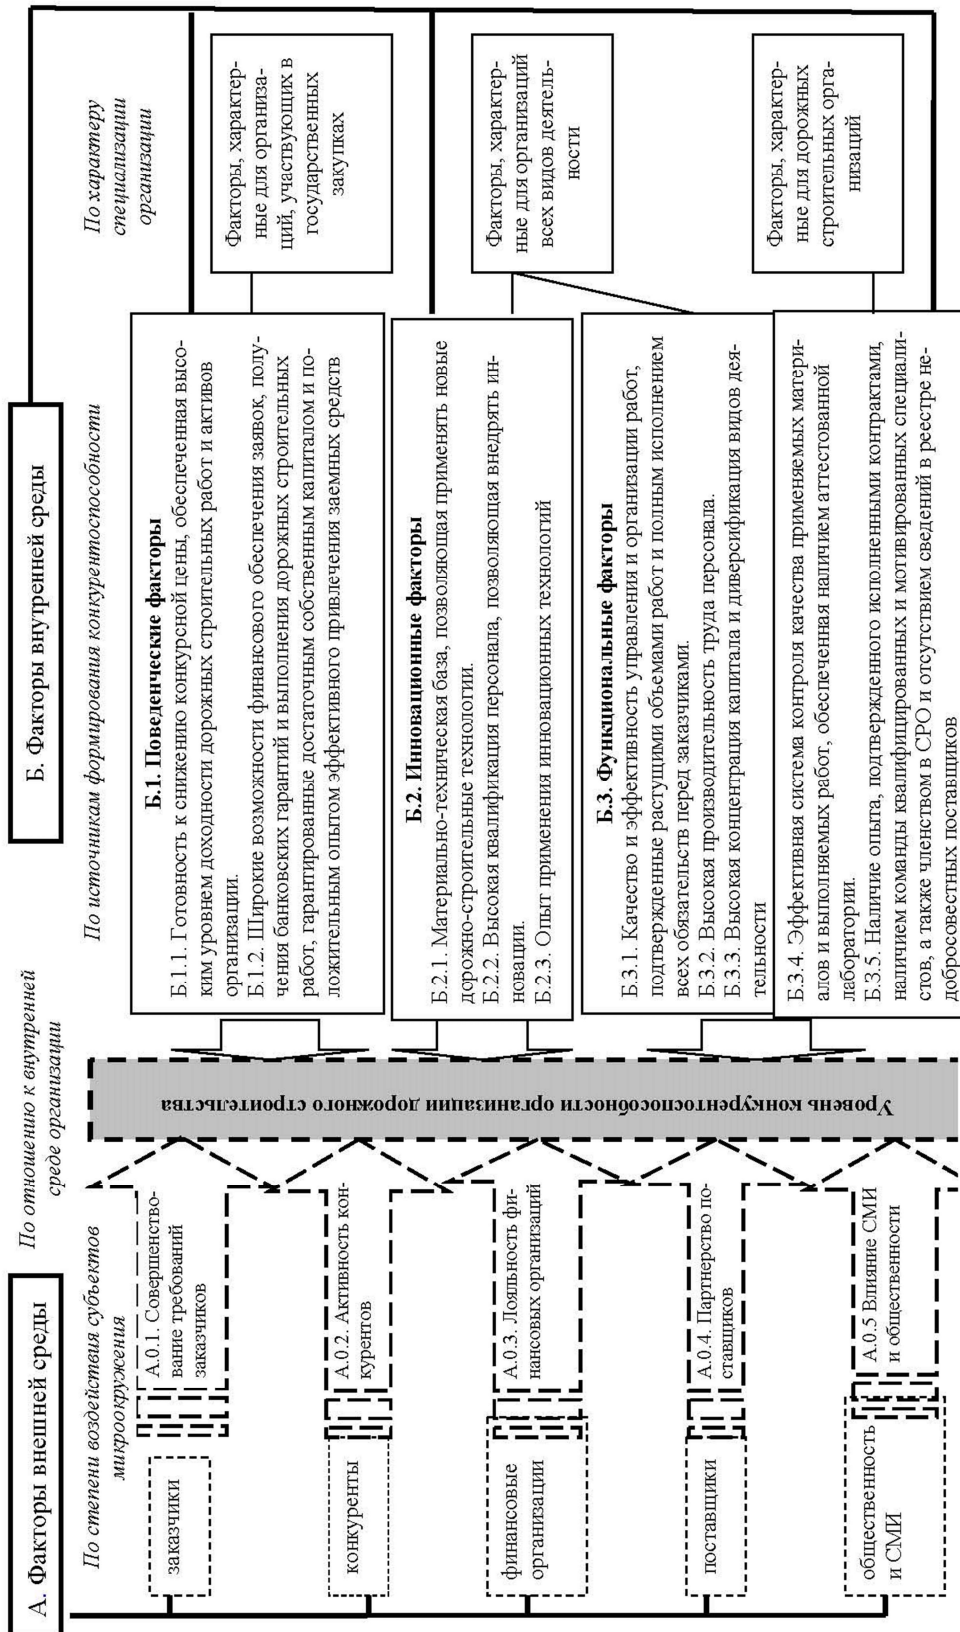 А. Факторы внешней среды
По отношению к внутренней
среде организации
Б. Факторы внутренней среды
По степени воздействия субъектов
микроокружения
По источникам формирования конкурентоспособности
По характеру
специализации
организации
заказчики
А.0.1. Совершенство-
вание требований
заказчиков
конкуренты
А.0.2. Активность кон-
курентов
финансовые
организации
А.0.3. Лояльность фи-
нансовых организаций
поставщики
А.0.4. Партнерство по-
ставщиков
общественность
и СМИ
А.0.5 Влияние СМИ
и общественности
Уровень конкурентоспособности организации дорожного строительства
Б.1. Поведенческие факторы
Б.1.1. Готовность к снижению конкурсной цены, обеспеченная высо-
ким уровнем доходности дорожных строительных работ и активов
организации.
Б.1.2. Широкие возможности финансового обеспечения заявок, полу-
чения банковских гарантий и выполнения дорожных строительных
работ, гарантированные достаточным собственным капиталом и по-
ложительным опытом эффективного привлечения заемных средств
Б.2. Инновационные факторы
Б.2.1. Материально-техническая база, позволяющая применять новые
дорожно-строительные технологии.
Б.2.2. Высокая квалификация персонала, позволяющая внедрять ин-
новации.
Б.2.3. Опыт применения инновационных технологий
Б.3. Функциональные факторы
Б.3.1. Качество и эффективность управления и организации работ,
подтвержденные растущими объемами работ и полным исполнением
всех обязательств перед заказчиками.
Б.3.2. Высокая производительность труда персонала.
Б.3.3. Высокая концентрация капитала и диверсификация видов дея-
тельности
Б.3.4. Эффективная система контроля качества применяемых матери-
алов и выполняемых работ, обеспеченная наличием аттестованной
лаборатории.
Б.3.5. Наличие опыта, подтвержденного исполненными контрактами,
наличием команды квалифицированных и мотивированных специали-
стов, а также членством в СРО и отсутствием сведений в реестре не-
добросовестных поставщиков
Факторы, характер-
ные для организа-
ций, участвующих в
государственных
закупках
Факторы, характер-
ные для организаций
всех видов деятель-
ности
Факторы, характер-
ные для дорожных
строительных орга-
низаций